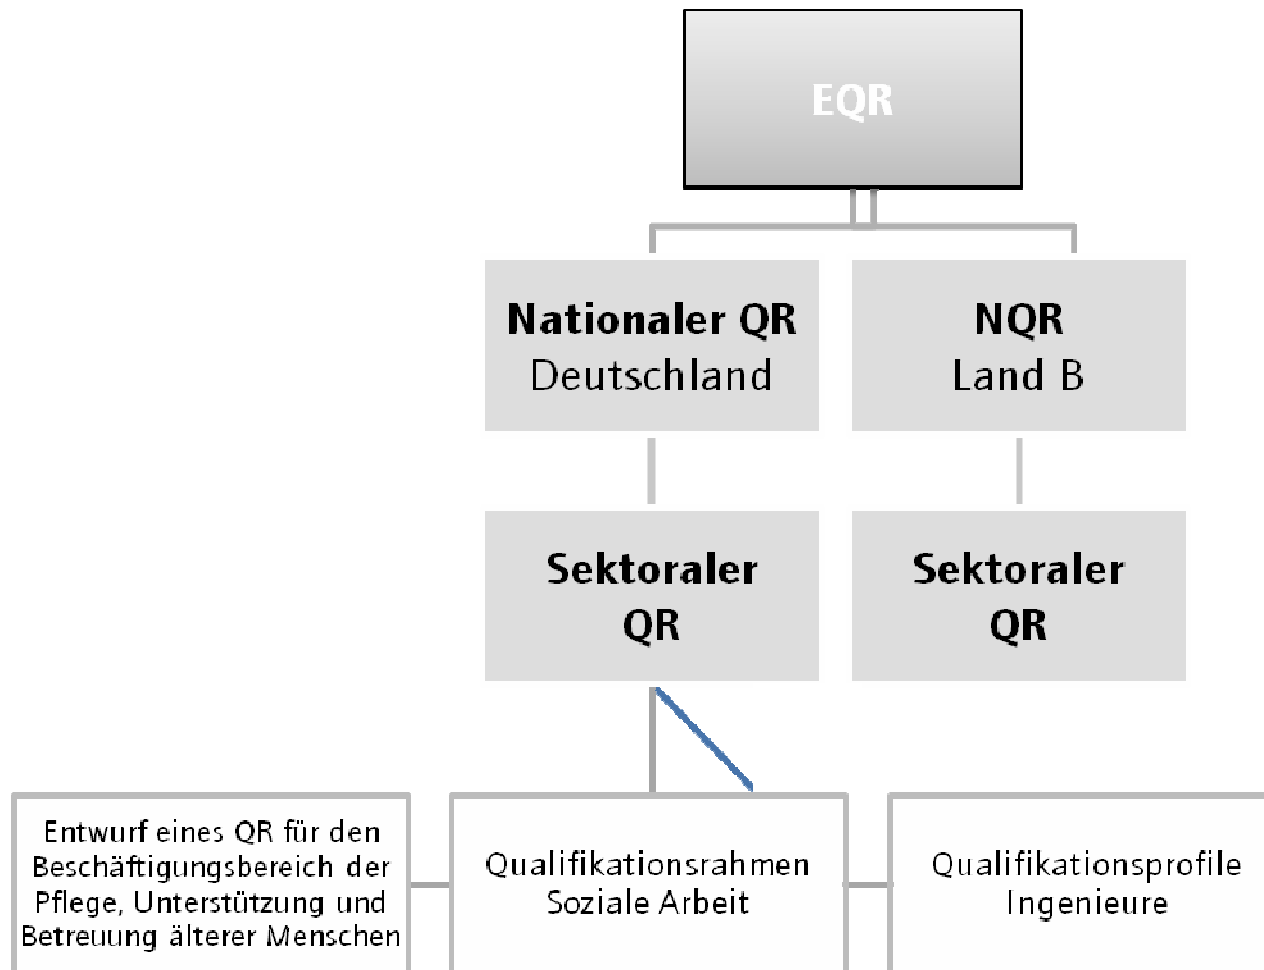 EQR
Nationaler QR
Deutschland
NQR
Land B
Sektoraler
QR
Sektoraler
QR
Entwurf eines QR für den
Beschäftigungsbereich der
Pflege, Unterstützung und
Betreuung älterer Menschen
Qualifikationsrahmen
Soziale Arbeit
Qualifikationsprofile
Ingenieure